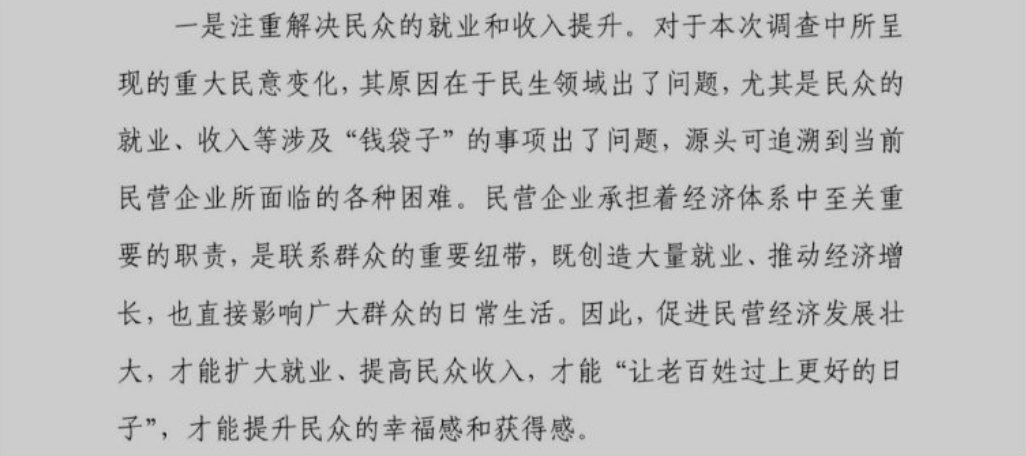 一是注重解决民众的就业和收入提升。对于本次调查中所呈
现的重大民意变化，其原因在于民生领域出了问题，尤其是民众的
就业、收入等涉及“钱袋子”的事项出了问题，源头可追溯到当前
民营企业所面临的各种困难。民营企业承担着经济体系中至关重
要的职责，是联系群众的重要纽带，既创造大量就业、推动经济增
长，也直接影响广大群众的日常生活。因此，促进民营经济发展壮
大，才能扩大就业、提高民众收入，才能“让老百姓过上更好的日
子”，才能提升民众的幸福感和获得感。